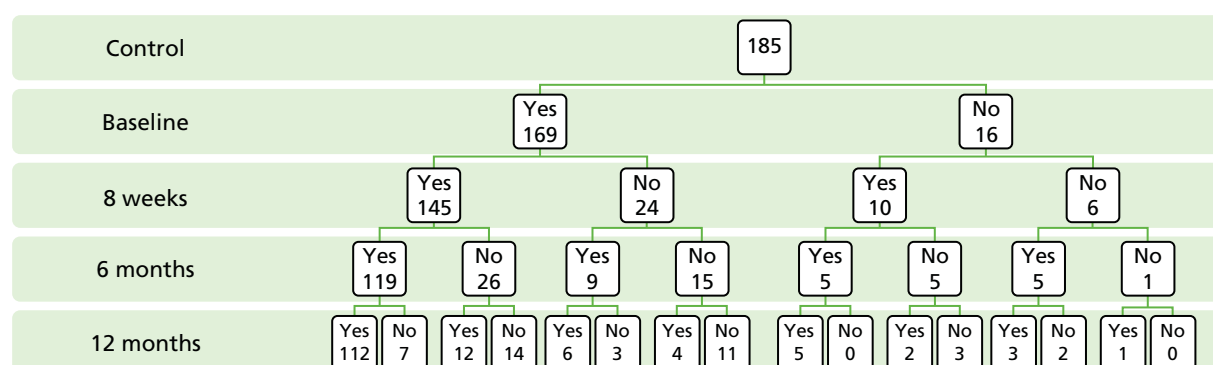 Control
185
Baseline
Yes
169
No
16
8 weeks
Yes
145
No
24
Yes
10
No
6
6 months
Yes
119
No
26
Yes
9
No
15
Yes
5
No
5
Yes
5
No
1
12 months
Yes
112
No
7
Yes
12
No
14
Yes
6
No
3
Yes
4
No
11
Yes
5
No
0
Yes
2
No
3
Yes
3
No
2
Yes
1
No
0